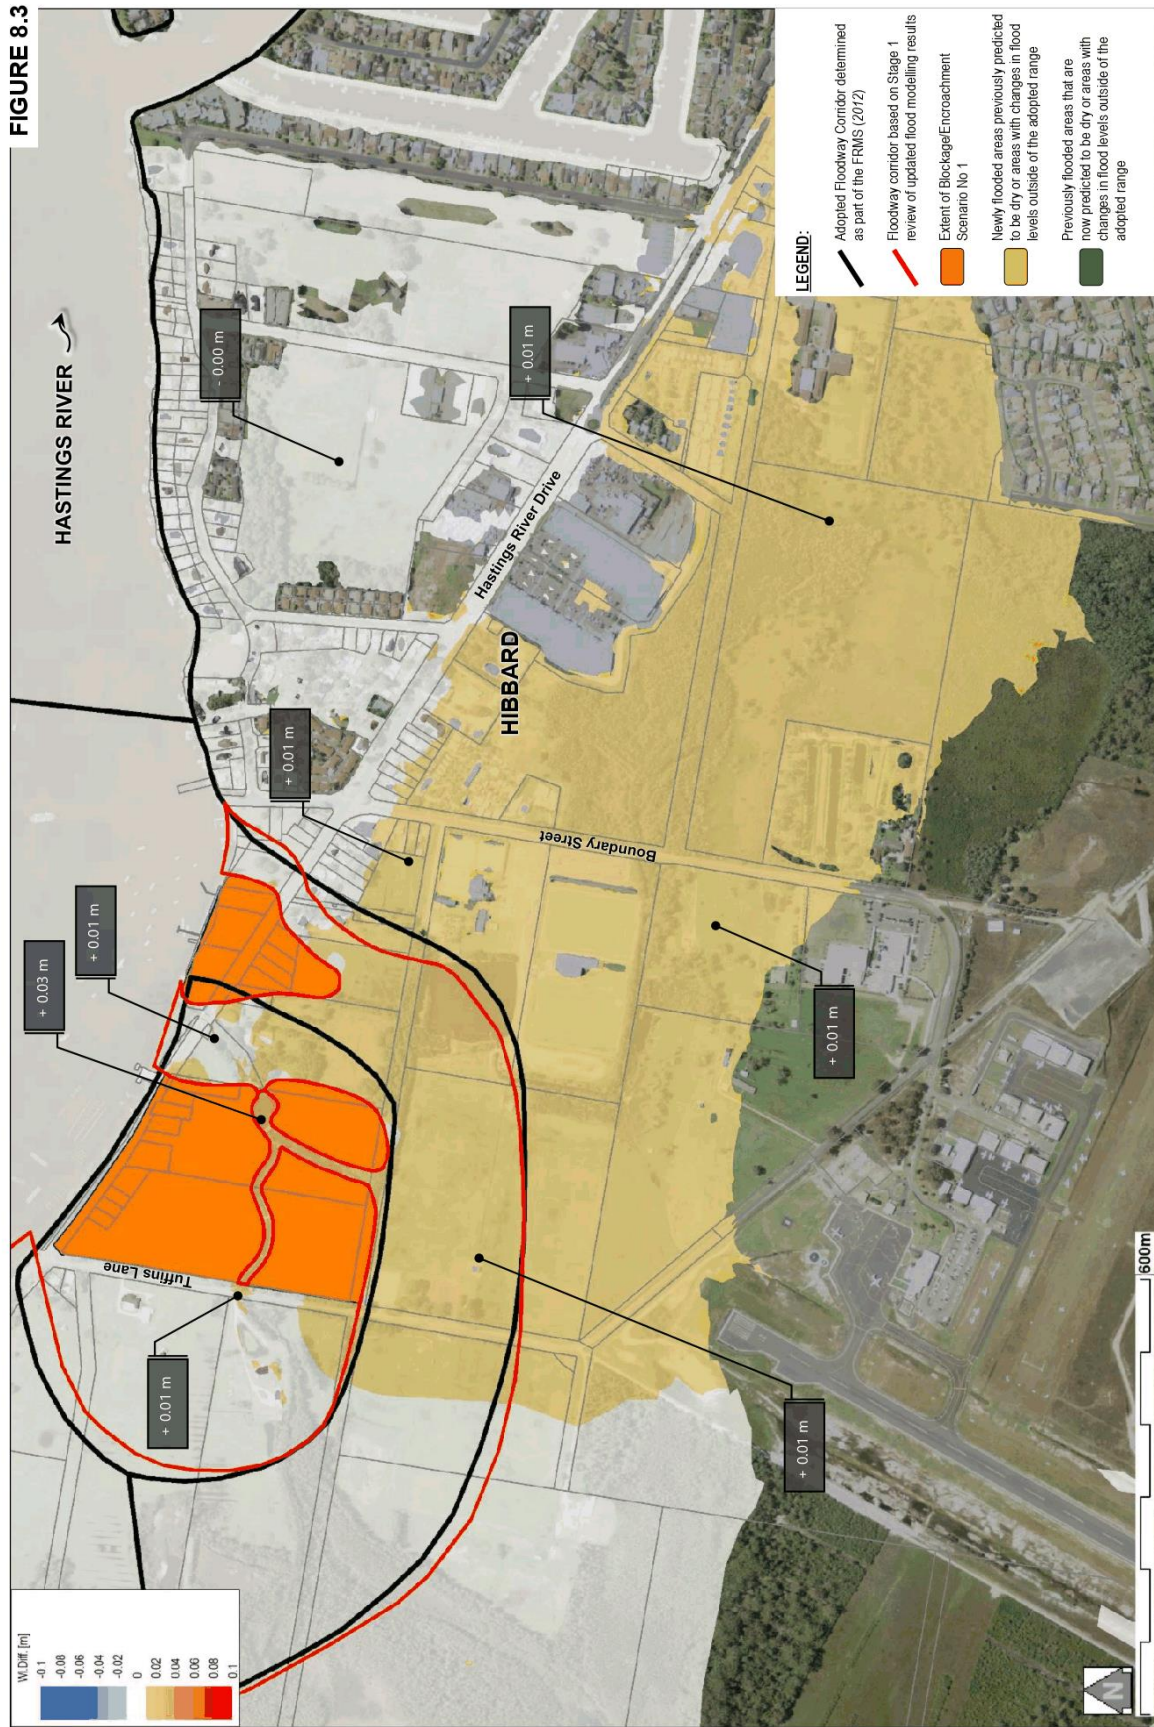 FIGURE 8.3
HASTINGS RIVER
- 0.00 m
+ 0.01 m
+ 0.01 m
+ 0.03 m
+ 0.01 m
+ 0.01 m
+ 0.01 m
+ 0.01 m
Hastings River Drive
HIBBARD
Boundary Street
Tuffins Lane
W.Diff. [m]
-0.1
-0.08
-0.06
-0.04
-0.02
0
0.02
0.04
0.06
0.08
0.1
LEGEND:
Adopted Floodway Corridor determined
as part of the FRMS (2012)
Floodway corridor based on Stage 1
review of updated flood modelling results
Extent of Blockage/Encroachment
Scenario No 1
Newly flooded areas previously predicted
to be dry or areas with changes in flood
levels outside of the adopted range
Previously flooded areas that are
now predicted to be dry or areas with
changes in flood levels outside of the
adopted range
N
600m